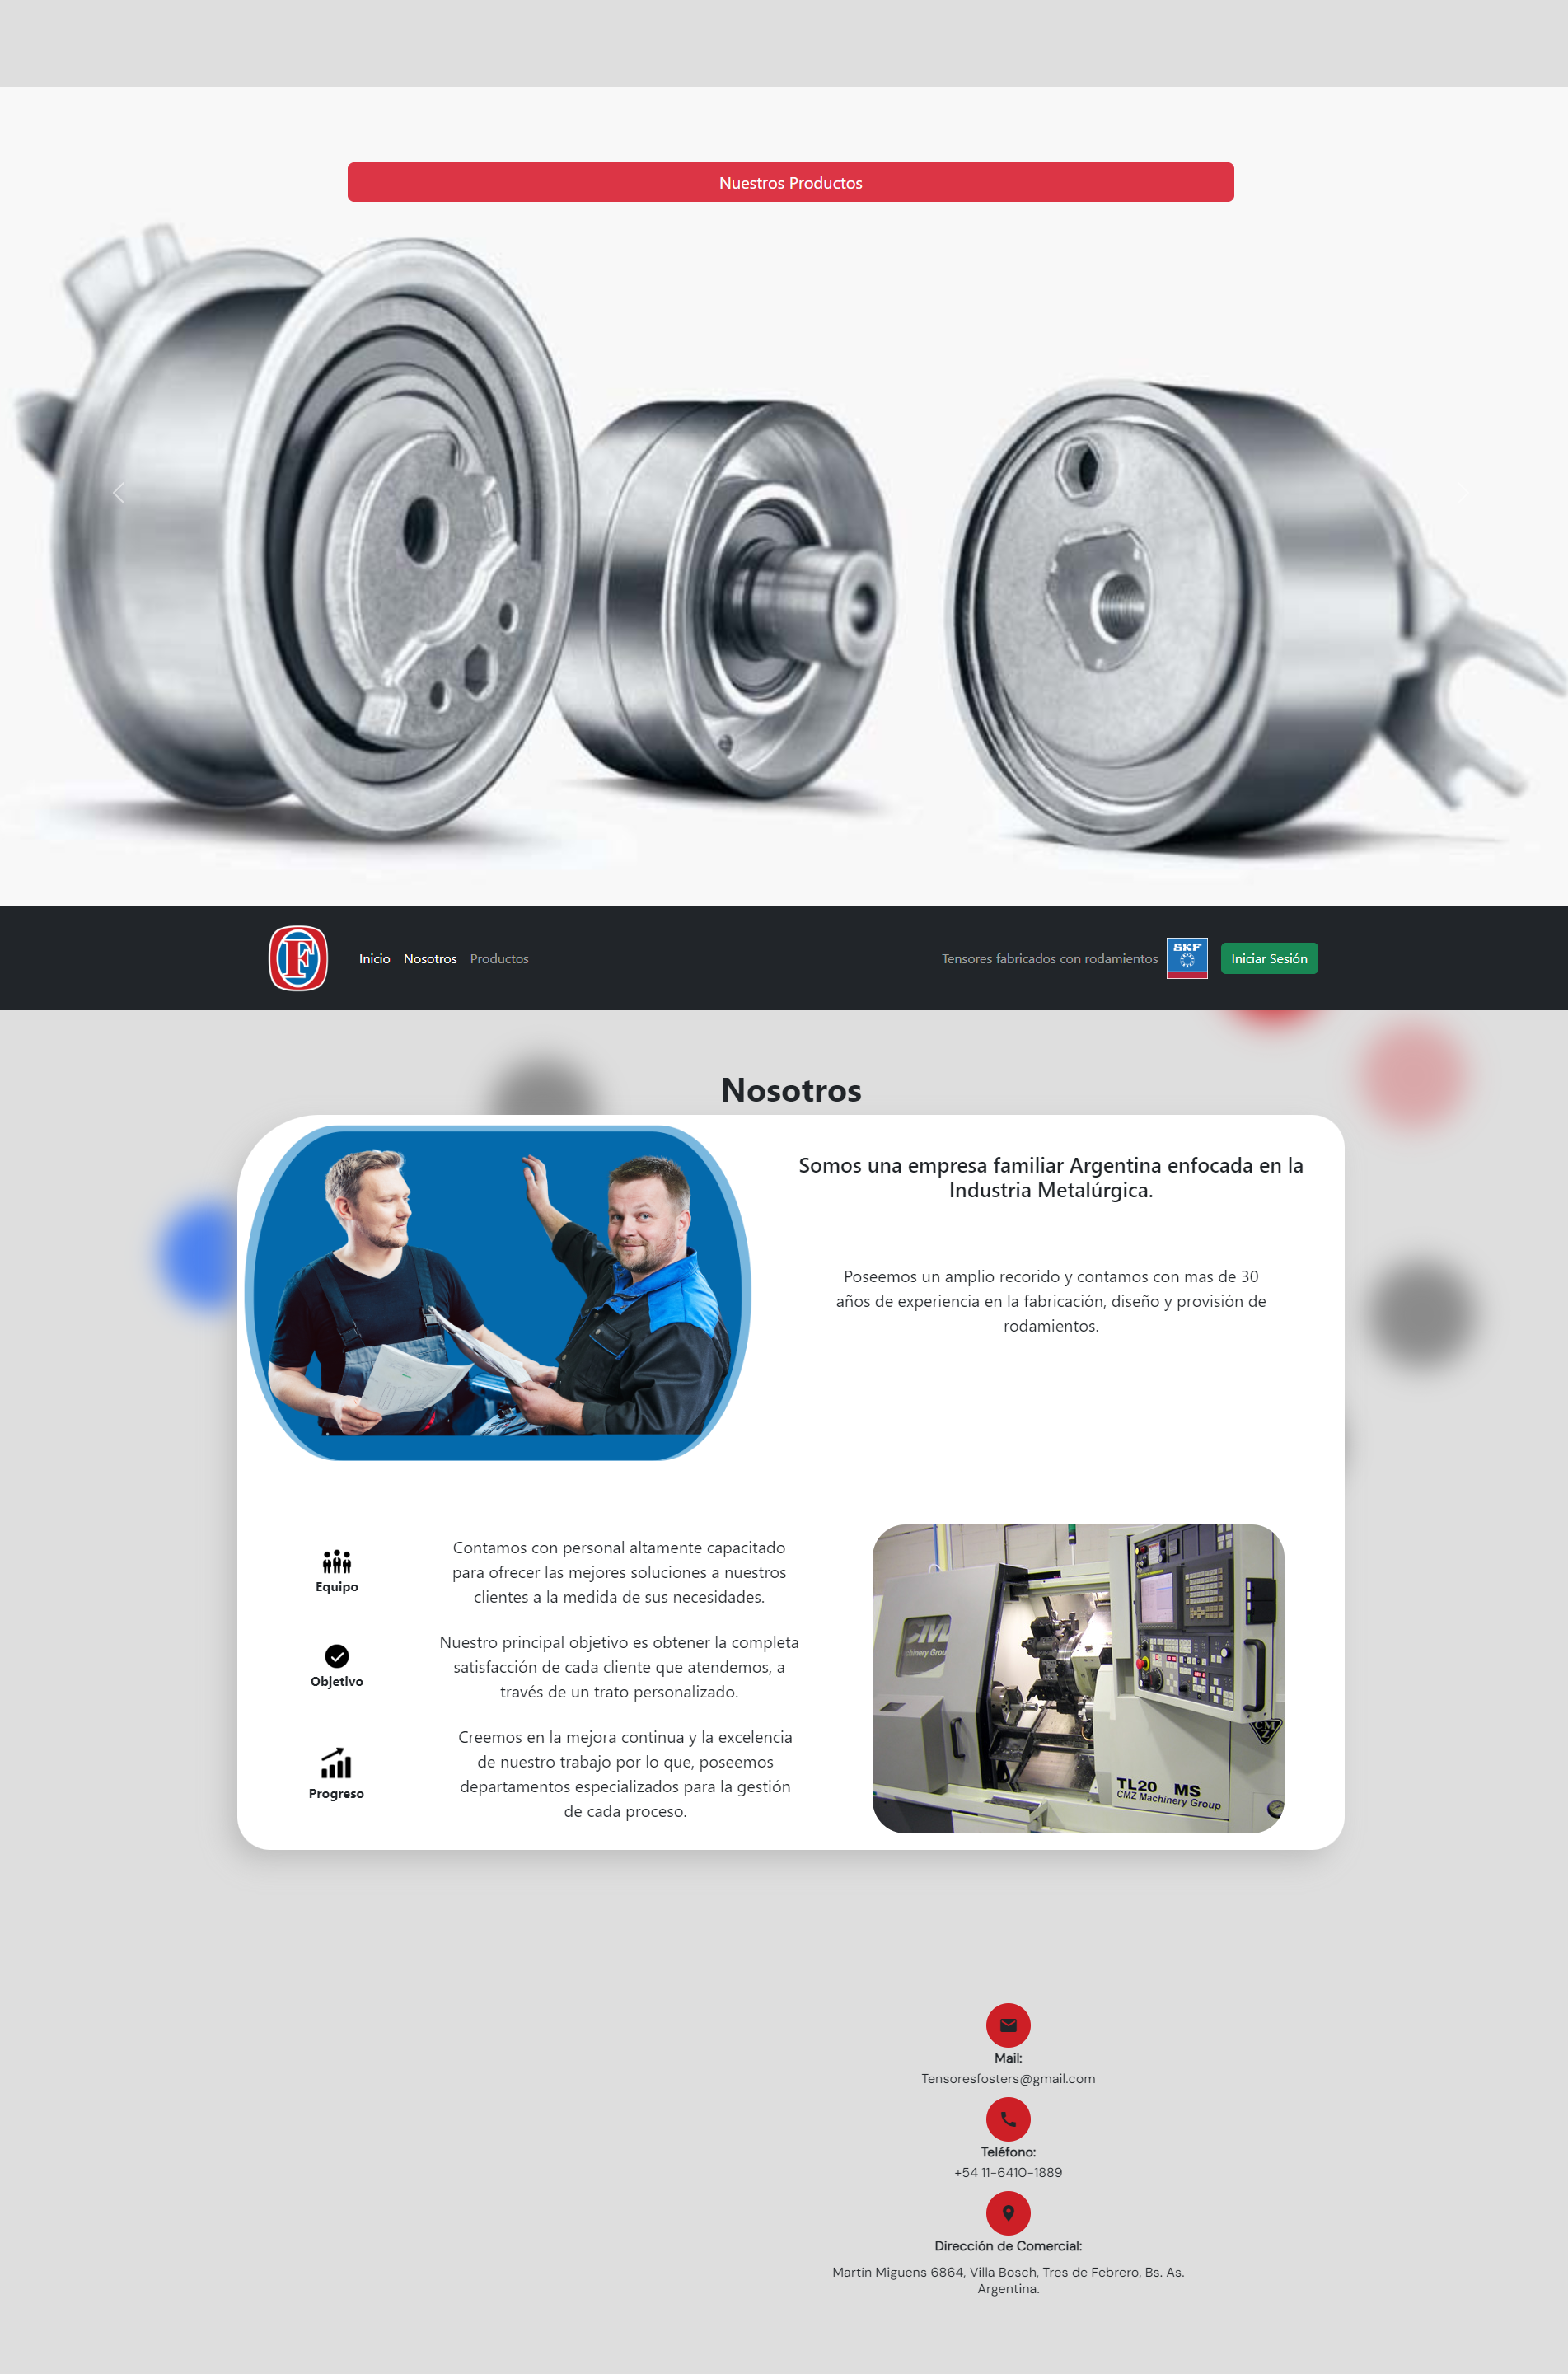 Nuestros Productos
F
Inicio Nosotros Productos
Tensores fabricados con rodamientos SKF Iniciar Sesión
Nosotros
Somos una empresa familiar Argentina enfocada en la
Industria Metalúrgica.
Poseemos un amplio recorido y contamos con mas de 30
años de experiencia en la fabricación, diseño y provisión de
rodamientos.
Equipo
Contamos con personal altamente capacitado
para ofrecer las mejores soluciones a nuestros
clientes a la medida de sus necesidades.
Objetivo
Nuestro principal objetivo es obtener la completa
satisfacción de cada cliente que atendemos, a
través de un trato personalizado.
Progreso
Creemos en la mejora continua y la excelencia
de nuestro trabajo por lo que, poseemos
departamentos especializados para la gestión
de cada proceso.
CMZ
TL20 MS
CMZ Machinery Group
Mail:
Tensoresfosters@gmail.com
Teléfono:
+54 11-6410-1889
Dirección de Comercial:
Martín Miguens 6864, Villa Bosch, Tres de Febrero, Bs. As.
Argentina.